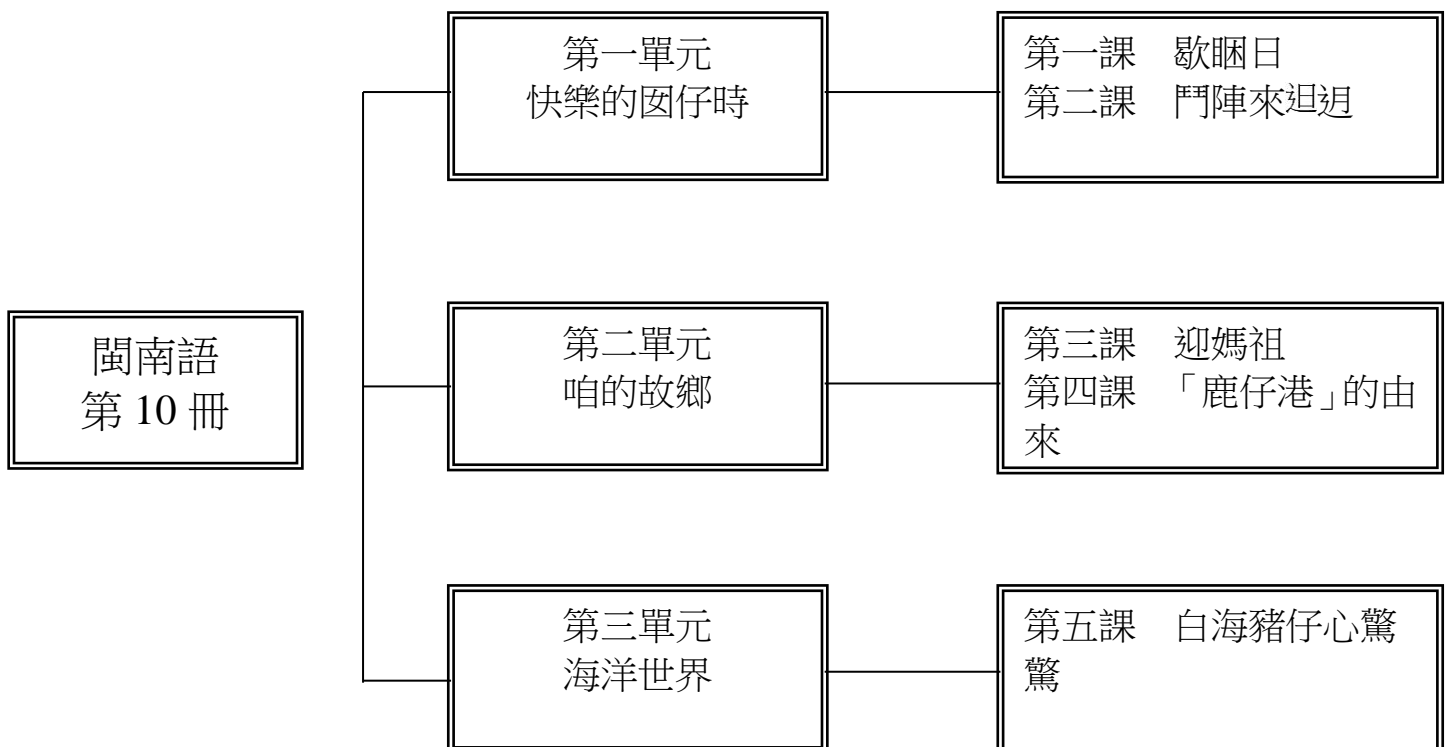 第一單元
快樂的囡仔時
第一課 歇睏日
第二課 鬥陣來𨑨迌
閩南語
第 10 冊
第二單元
咱的故鄉
第三課 迎媽祖
第四課 「鹿仔港」的由
來
第三單元
海洋世界
第五課 白海豬仔心驚
驚